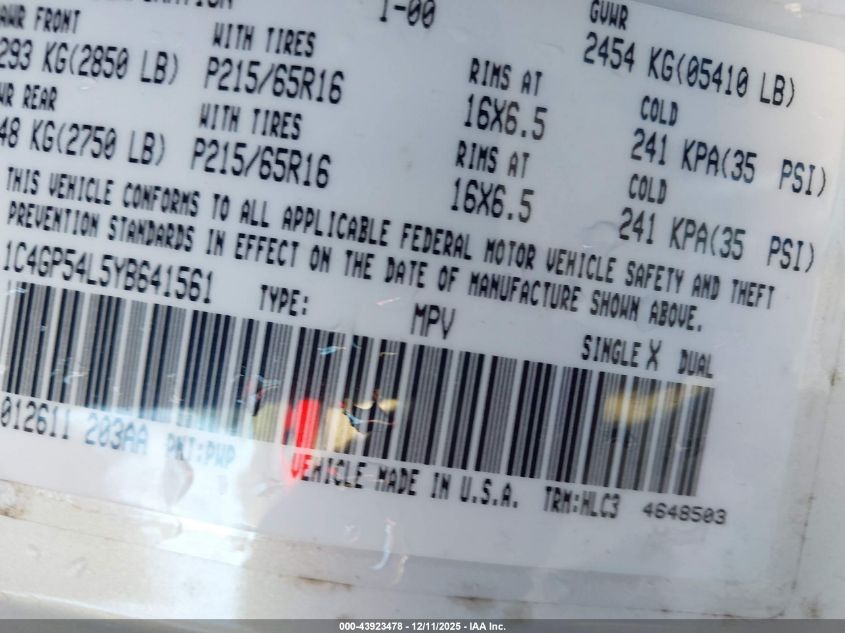 1-00 GVWR
AWR FRONT WITH TIRES 2454 KG(05410 LB)
293 KG(2850 LB) P215/65R16 RIMS AT COLD
WR REAR WITH TIRES 16X6.5 241 KPA(35 PSI)
48 KG(2750 LB) P215/65R16 RIMS AT COLD
16X6.5 241 KPA(35 PSI)
THIS VEHICLE CONFORMS TO ALL APPLICABLE FEDERAL MOTOR VEHICLE SAFETY AND THEFT
PREVENTION STANDARDS IN EFFECT ON THE DATE OF MANUFACTURE SHOWN ABOVE.
1C4GP54L5YB641561 TYPE: MPV SINGLE X DUAL
012611 203AA PNT:PWP VEHICLE MADE IN U.S.A. TRM:HLC3 4648503
000-43923478 - 12/11/2025 - IAA Inc.